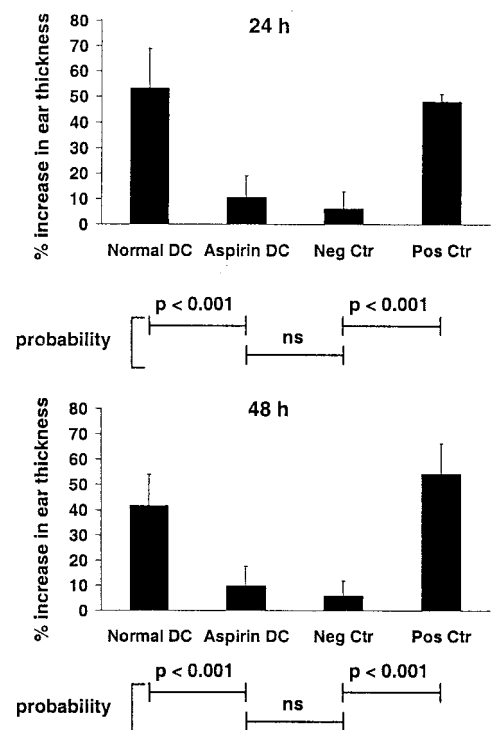 24 h
% increase in ear thickness
80
70
60
50
40
30
20
10
0
Normal DC Aspirin DC Neg Ctr Pos Ctr
p < 0.001 p < 0.001
probability
ns
48 h
% increase in ear thickness
80
70
60
50
40
30
20
10
0
Normal DC Aspirin DC Neg Ctr Pos Ctr
p < 0.001 p < 0.001
probability
ns